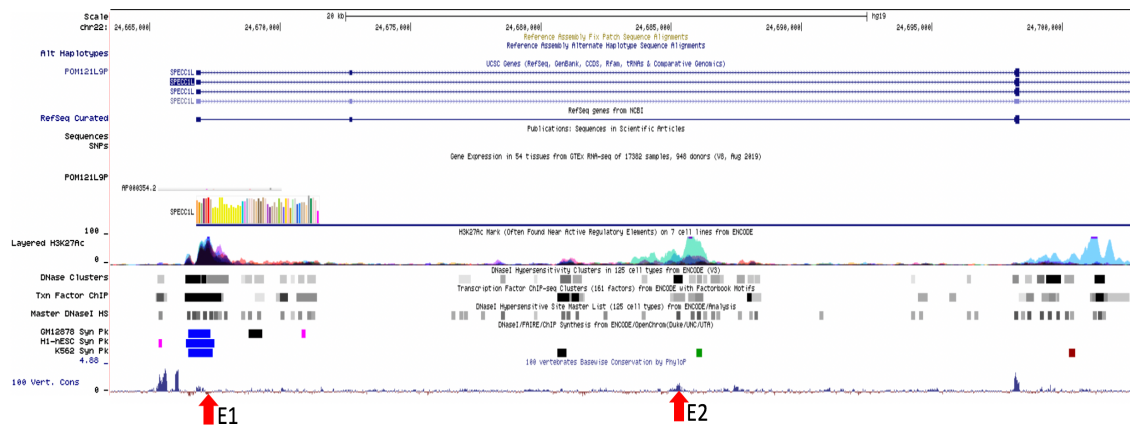 Scale 20 kb hg19
chr22: 24,665,000 24,670,000 24,675,000 24,680,000 24,685,000 24,690,000 24,695,000 24,700,000
Reference Assembly Fix Patch Sequence Alignments
Reference Assembly Alternate Haplotype Sequence Alignments
Alt Haplotypes
UCSC Genes (RefSeq, GenBank, CCDS, Rfam, tRNAs & Comparative Genomics)
POM121L9P SPECC1L
SPECC1L
SPECC1L
SPECC1L
RefSeq genes from NCBI
RefSeq Curated
Publications: Sequences in Scientific Articles
Sequences
SNPs
Gene Expression in 54 tissues from GTEx RNA-seq of 17382 samples, 948 donors (V8, Aug 2019)
POM121L9P
AP000354.2
SPECC1L
100
H3K27Ac Mark (Often Found Near Active Regulatory Elements) on 7 cell lines from ENCODE
Layered H3K27Ac
0
DNaseI Hypersensitivity Clusters in 125 cell types from ENCODE (V3)
DNase Clusters
Transcription Factor ChIP-seq Clusters (161 factors) from ENCODE with Factorbook Motifs
Txn Factor ChIP
DNaseI Hypersensitive Site Master List (125 cell types) from ENCODE/Analysis
Master DNaseI HS
DNaseI/FAIRE/ChIP Synthesis from ENCODE/OpenChrom(Duke/UNC/UTA)
GM12878 Syn Pk
H1-hESC Syn Pk
K562 Syn Pk
4.88
100 vertebrates Basewise Conservation by PhyloP
100 Vert. Cons
0
E1 E2